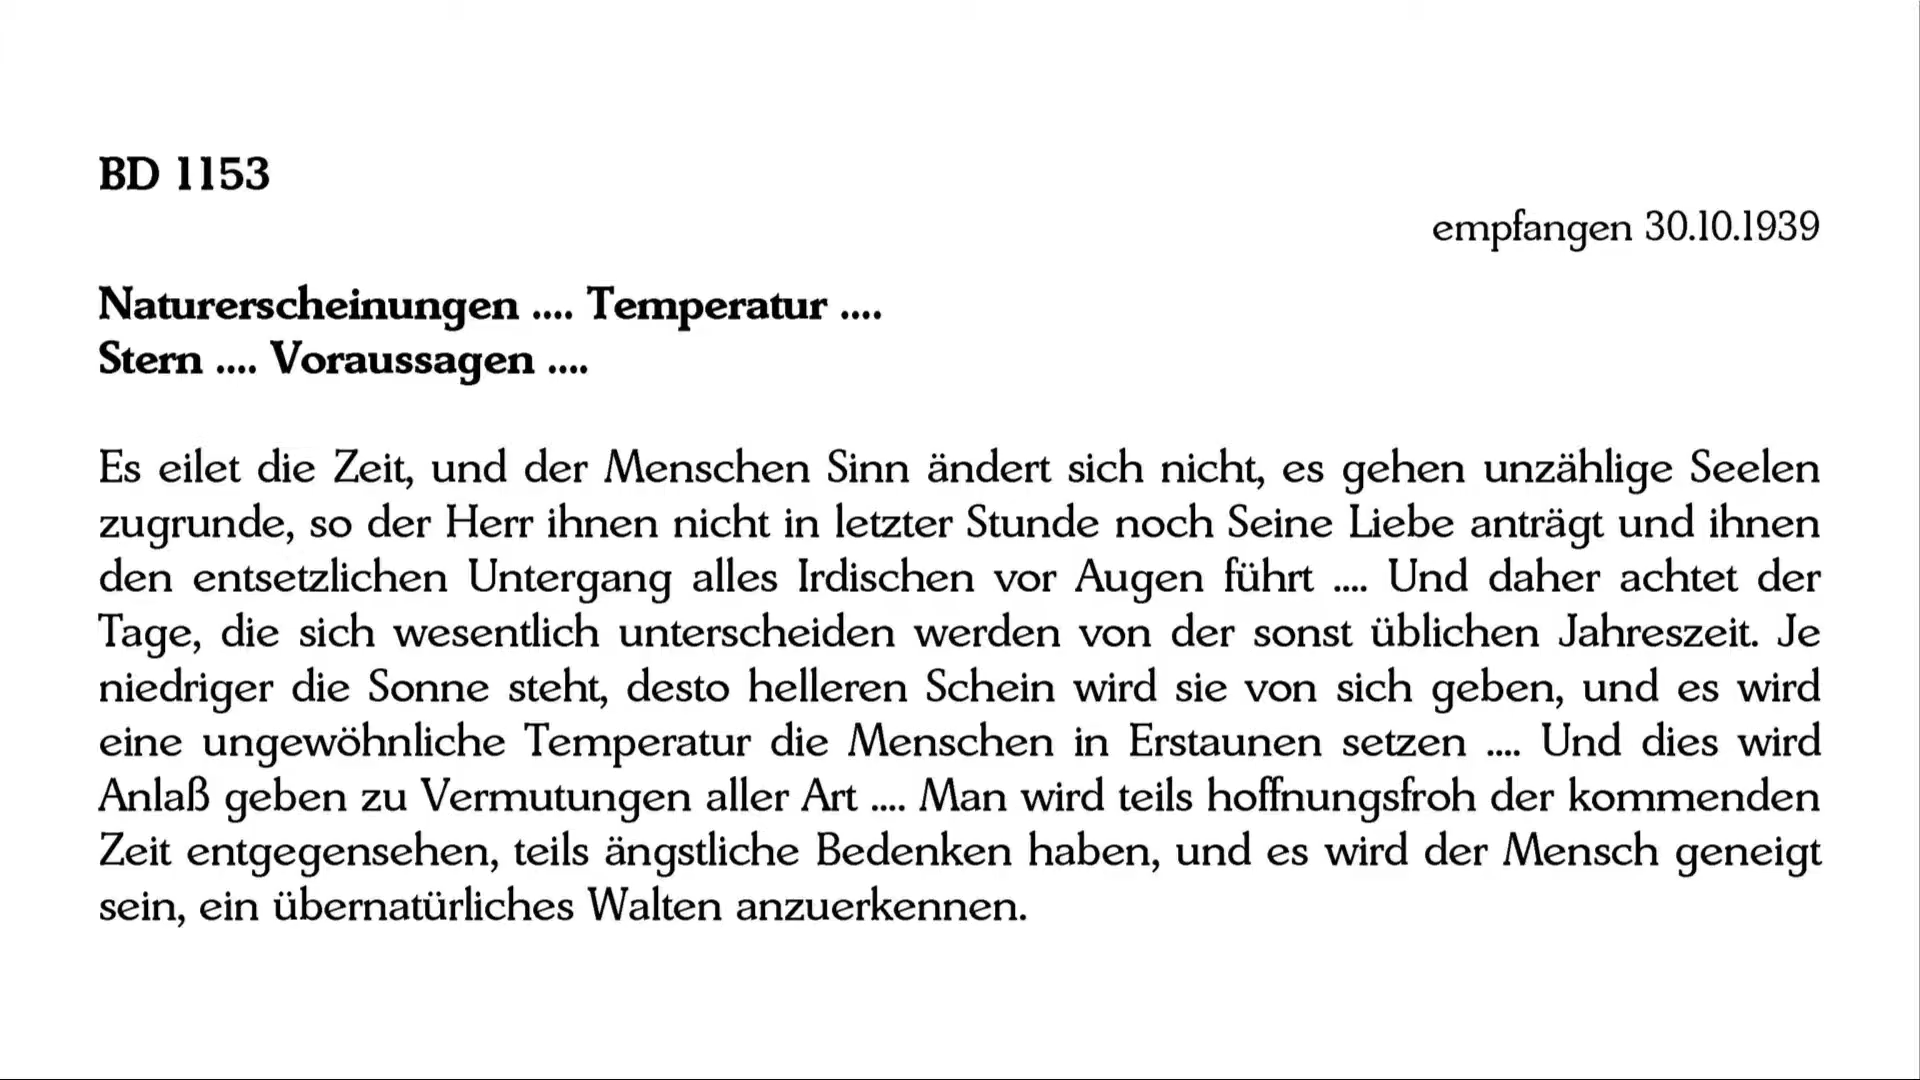 BD 1153
empfangen 30.10.1939
Naturerscheinungen .... Temperatur ....
Stern .... Voraussagen ....
Es eilet die Zeit, und der Menschen Sinn ändert sich nicht, es gehen unzählige Seelen
zugrunde, so der Herr ihnen nicht in letzter Stunde noch Seine Liebe anträgt und ihnen
den entsetzlichen Untergang alles Irdischen vor Augen führt .... Und daher achtet der
Tage, die sich wesentlich unterscheiden werden von der sonst üblichen Jahreszeit. Je
niedriger die Sonne steht, desto helleren Schein wird sie von sich geben, und es wird
eine ungewöhnliche Temperatur die Menschen in Erstaunen setzen .... Und dies wird
Anlaß geben zu Vermutungen aller Art .... Man wird teils hoffnungsfroh der kommenden
Zeit entgegensehen, teils ängstliche Bedenken haben, und es wird der Mensch geneigt
sein, ein übernatürliches Walten anzuerkennen.